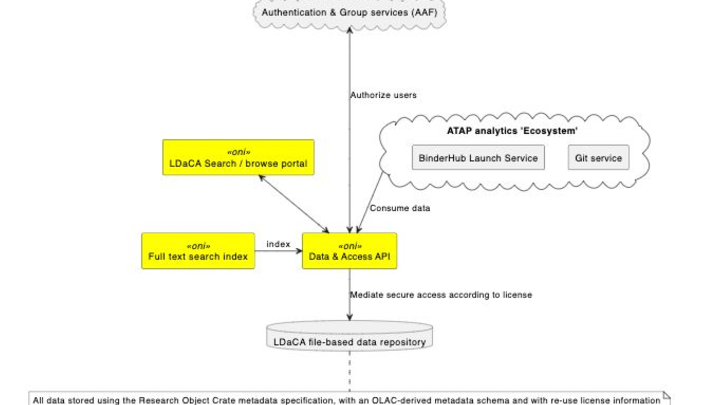 Authentication & Group services (AAF)
Authorize users
ATAP analytics 'Ecosystem'
BinderHub Launch Service
Git service
«oni»
LDaCA Search / browse portal
Consume data
«oni»
Full text search index
index
«oni»
Data & Access API
Mediate secure access according to license
LDaCA file-based data repository
All data stored using the Research Object Crate metadata specification, with an OLAC-derived metadata schema and with re-use license information